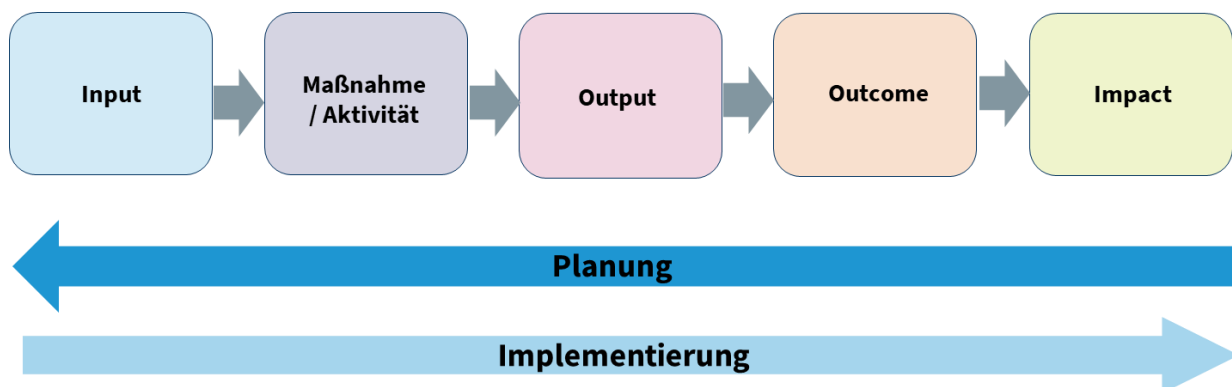 Input
Maßnahme
/ Aktivität
Output
Outcome
Impact
Planung
Implementierung